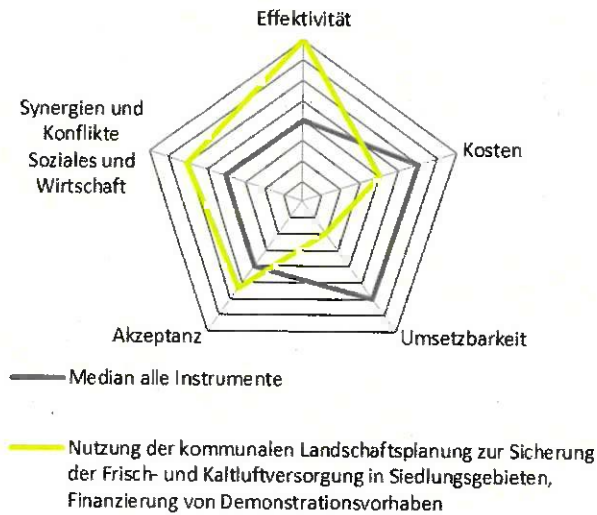 Effektivität
Synergien und
Konflikte
Soziales und
Wirtschaft
Kosten
Akzeptanz
Umsetzbarkeit
Median alle Instrumente
Nutzung der kommunalen Landschaftsplanung zur Sicherung
der Frisch- und Kaltluftversorgung in Siedlungsgebieten,
Finanzierung von Demonstrationsvorhaben